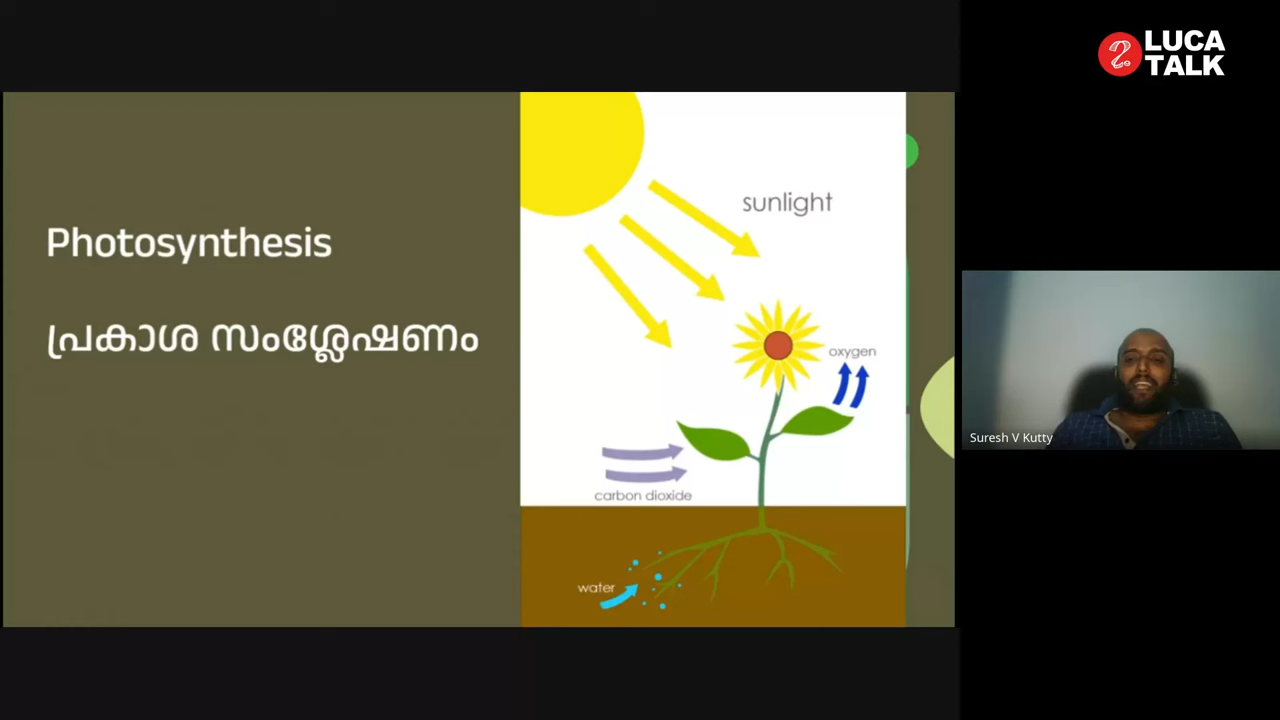 LUCA
TALK
Photosynthesis
പ്രകാശ സംശ്ലേഷണം
sunlight
oxygen
carbon dioxide
water
Suresh V Kutty